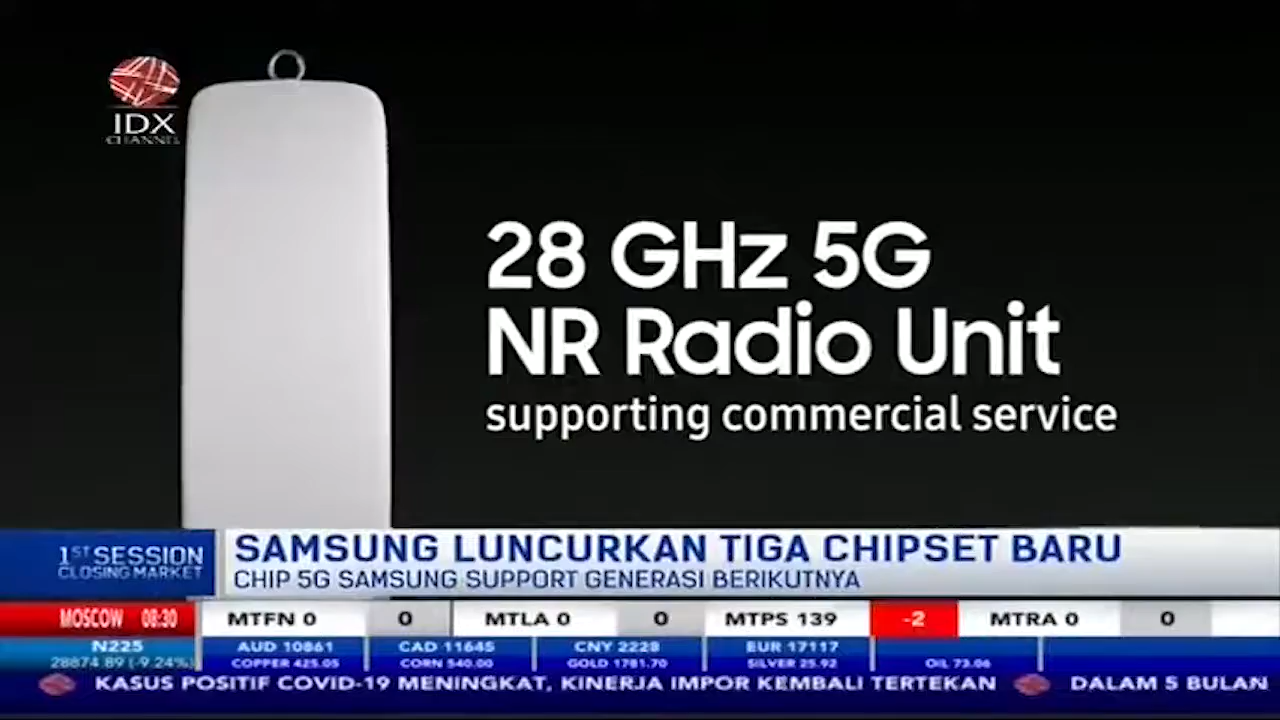 IDX
CHANNEL
28 GHz 5G
NR Radio Unit
supporting commercial service
1ST SESSION
CLOSING MARKET
SAMSUNG LUNCURKAN TIGA CHIPSET BARU
CHIP 5G SAMSUNG SUPPORT GENERASI BERIKUTNYA
MOSCOW 08:30
MTFN 0 0 MTLA 0 0 MTPS 139 -2 MTRA 0 0
N225 AUD 10861 CAD 11645 CNY 2228 EUR 17117
28874.89 (-9.24%) COPPER 425.05 CORN 540.00 GOLD 1781.70 SILVER 25.92 OIL 73.06
KASUS POSITIF COVID-19 MENINGKAT, KINERJA IMPOR KEMBALI TERTEKAN DALAM 5 BULAN